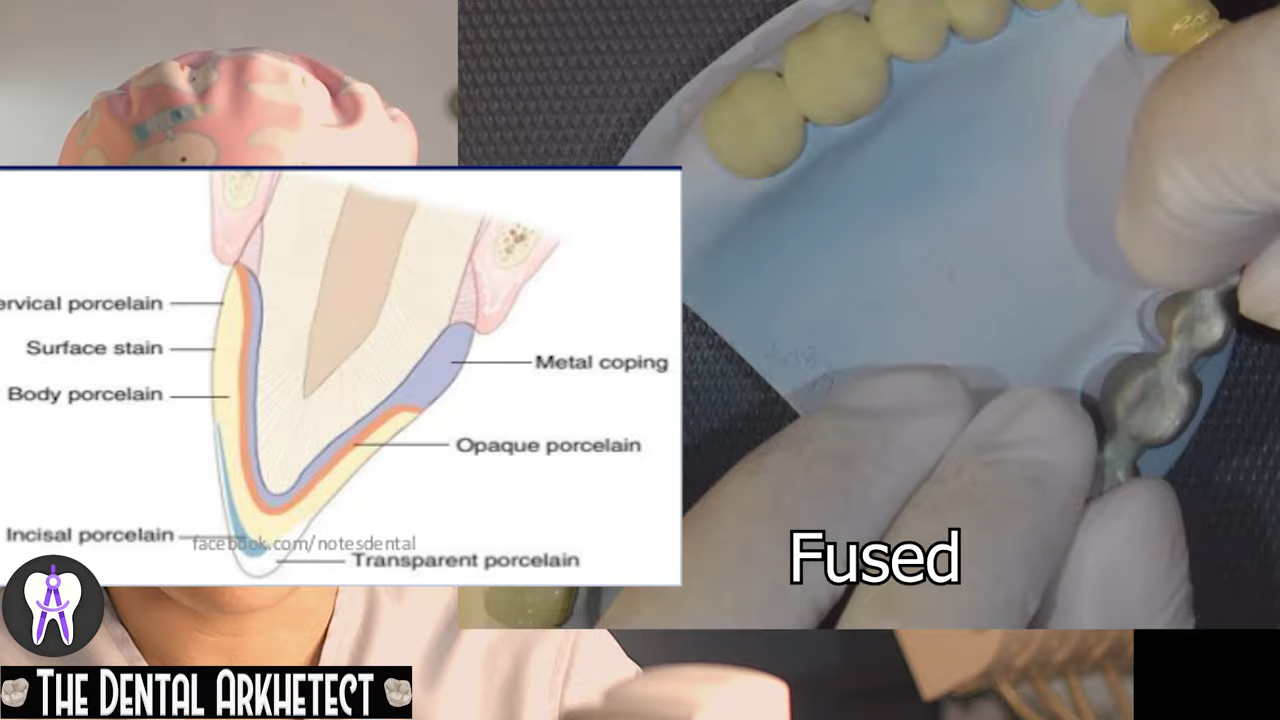 ervical porcelain
Surface stain
Body porcelain
Metal coping
Opaque porcelain
Incisal porcelain
facebook.com/notesdental
Transparent porcelain
Fused
THE DENTAL ARKHETECT